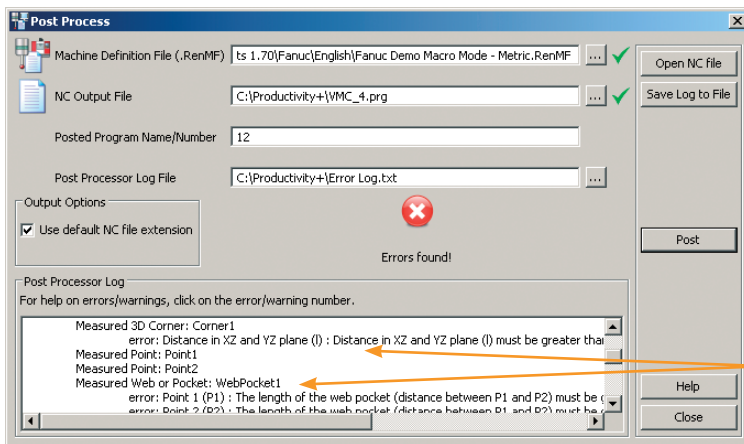 Post Process
Machine Definition File (.RenMF) ts 1.70\Fanuc\English\Fanuc Demo Macro Mode - Metric.RenMF ...
Open NC file
NC Output File C:\Productivity+\VMC_4.prg ...
Save Log to File
Posted Program Name/Number 12
Post Processor Log File C:\Productivity+\Error Log.txt ...
Output Options
Use default NC file extension
Errors found!
Post
Post Processor Log
For help on errors/warnings, click on the error/warning number.
Measured 3D Corner: Corner1
error: Distance in XZ and YZ plane (l) : Distance in XZ and YZ plane (l) must be greater than
Measured Point: Point1
Measured Point: Point2
Measured Web or Pocket: WebPocket1
error: Point 1 (P1) : The length of the web pocket (distance between P1 and P2) must be
error: Point 2 (P2) : The length of the web pocket (distance between P1 and P2) must be
Help
Close